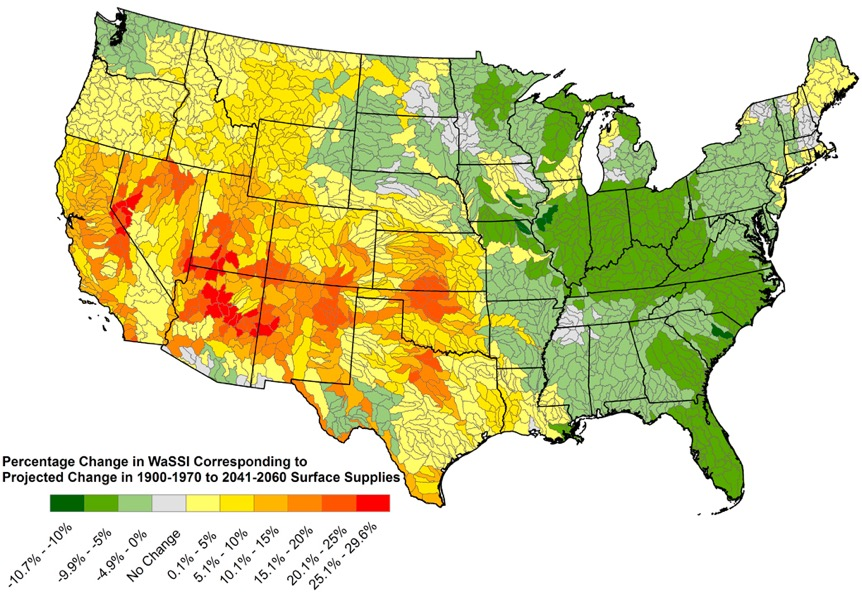 Percentage Change in WaSSI Corresponding to
Projected Change in 1900-1970 to 2041-2060 Surface Supplies
-10.7% - -10%
-9.9% - -5%
-4.9% - 0%
No Change
0.1% - 5%
5.1% - 10%
10.1% - 15%
15.1% - 20%
20.1% - 25%
25.1% - 29.6%